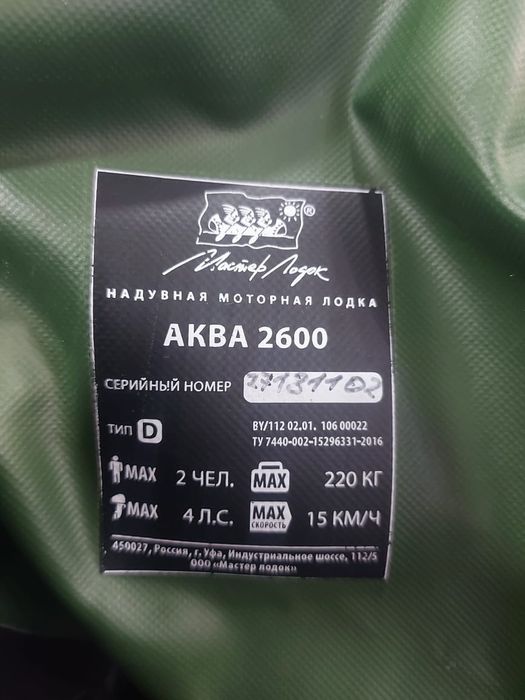 ®
Мастер Лодок
НАДУВНАЯ МОТОРНАЯ ЛОДКА
АКВА 2600
СЕРИЙНЫЙ НОМЕР
ТИП D
BY/112 02.01. 106 00022
ТУ 7440-002-15296331-2016
MAX 2 ЧЕЛ. MAX 220 КГ
MAX 4 Л.С. MAX СКОРОСТЬ 15 КМ/Ч
450027, Россия, г. Уфа, Индустриальное шоссе, 112/5
ООО «Мастер лодок»